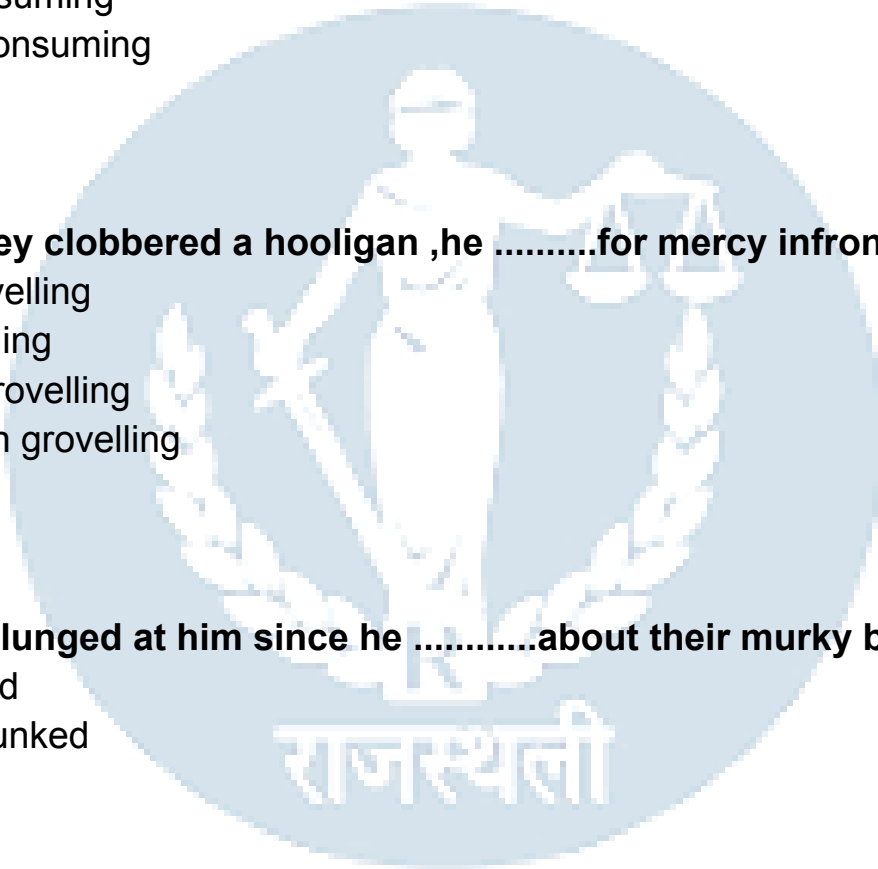 suming
onsuming
ey clobbered a hooligan ,he ..........for mercy infron
velling
ing
rovelling
n grovelling
lunged at him since he ............about their murky b
d
unked
राजस्थली